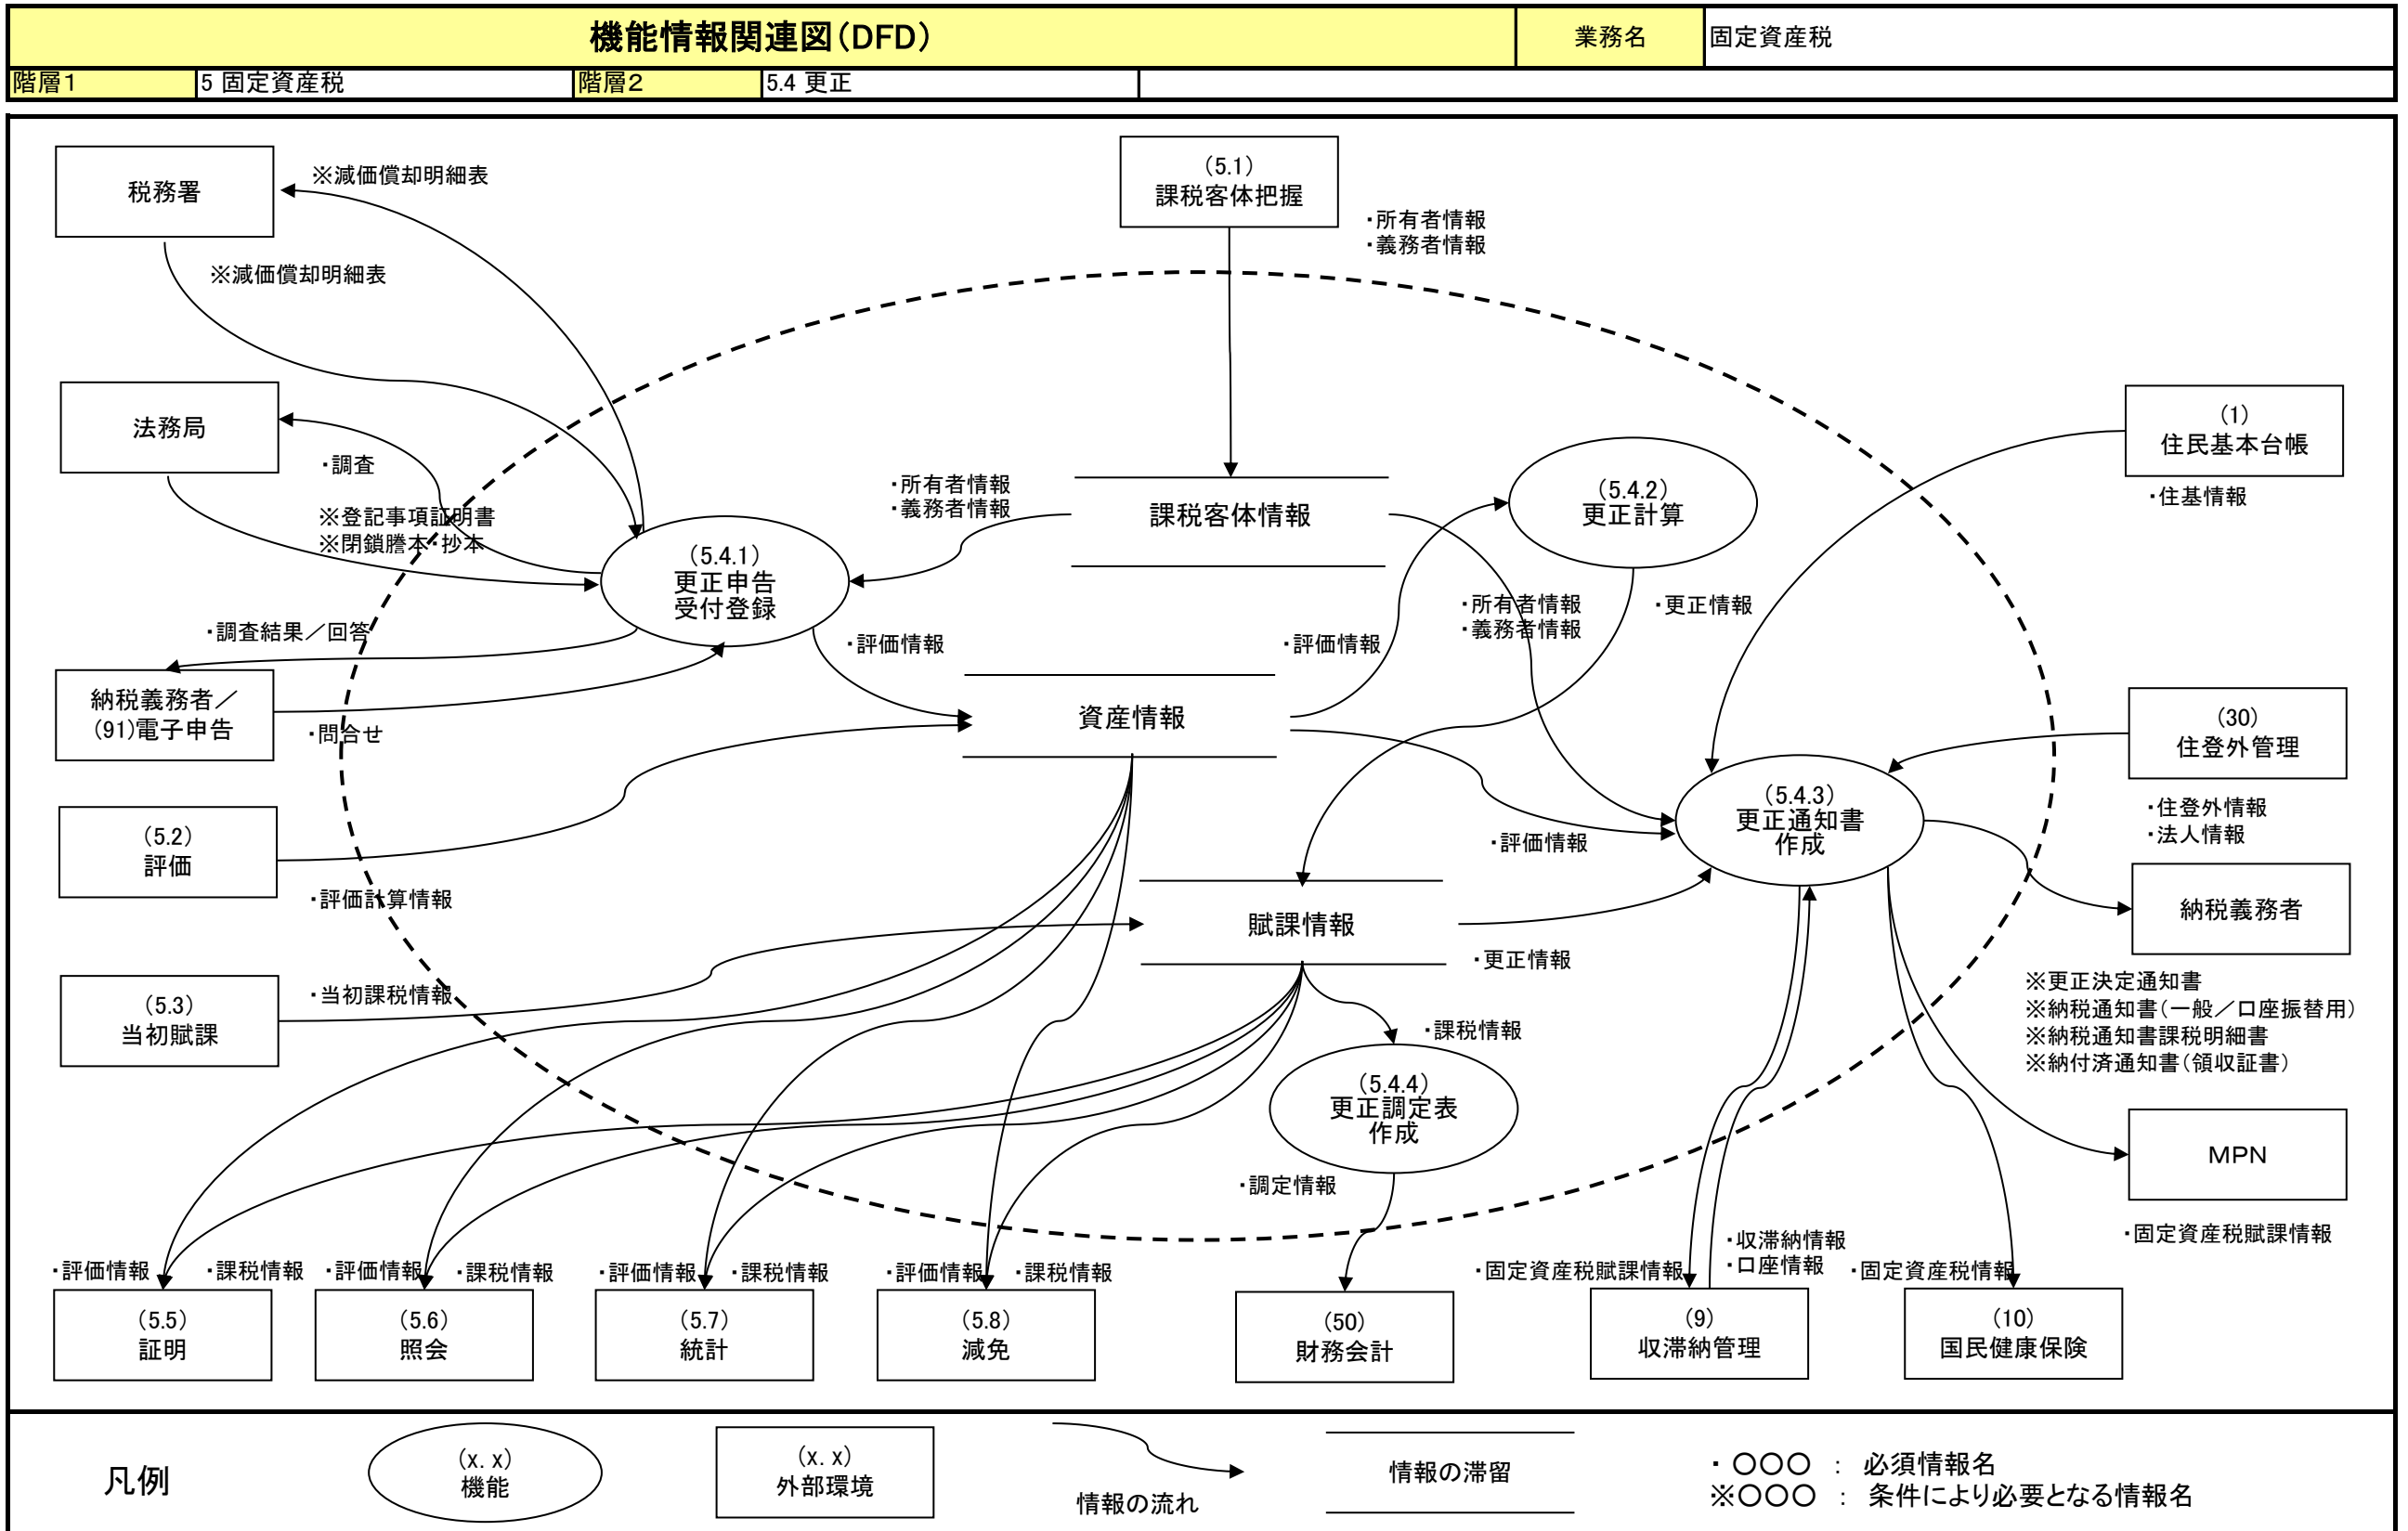 機能情報関連図(DFD)
業務名
固定資産税
階層1
5 固定資産税
階層2
5.4 更正
税務署
※減価償却明細表
※減価償却明細表
(5.1)
課税客体把握
・所有者情報
・義務者情報
法務局
・調査
※登記事項証明書
※閉鎖謄本・抄本
・所有者情報
・義務者情報
課税客体情報
(5.4.1)
更正申告
受付登録
(5.4.2)
更正計算
(1)
住民基本台帳
・住基情報
・調査結果/回答
・評価情報
・評価情報
・所有者情報
・義務者情報
・更正情報
納税義務者/
(91)電子申告
・問合せ
資産情報
(30)
住登外管理
・住登外情報
・法人情報
(5.4.3)
更正通知書
作成
(5.2)
評価
・評価計算情報
・評価情報
賦課情報
・更正情報
納税義務者
※更正決定通知書
※納税通知書(一般/口座振替用)
※納税通知書課税明細書
※納付済通知書(領収証書)
(5.3)
当初賦課
・当初課税情報
・課税情報
(5.4.4)
更正調定表
作成
・調定情報
MPN
・固定資産税賦課情報
・評価情報
・課税情報
・評価情報
・課税情報
・評価情報
・課税情報
・評価情報
・課税情報
・固定資産税賦課情報
・収滞納情報
・口座情報
・固定資産税情報
(5.5)
証明
(5.6)
照会
(5.7)
統計
(5.8)
減免
(50)
財務会計
(9)
収滞納管理
(10)
国民健康保険
凡例
(x. x)
機能
(x. x)
外部環境
情報の流れ
情報の滞留
・ 〇〇〇 : 必須情報名
※〇〇〇 : 条件により必要となる情報名